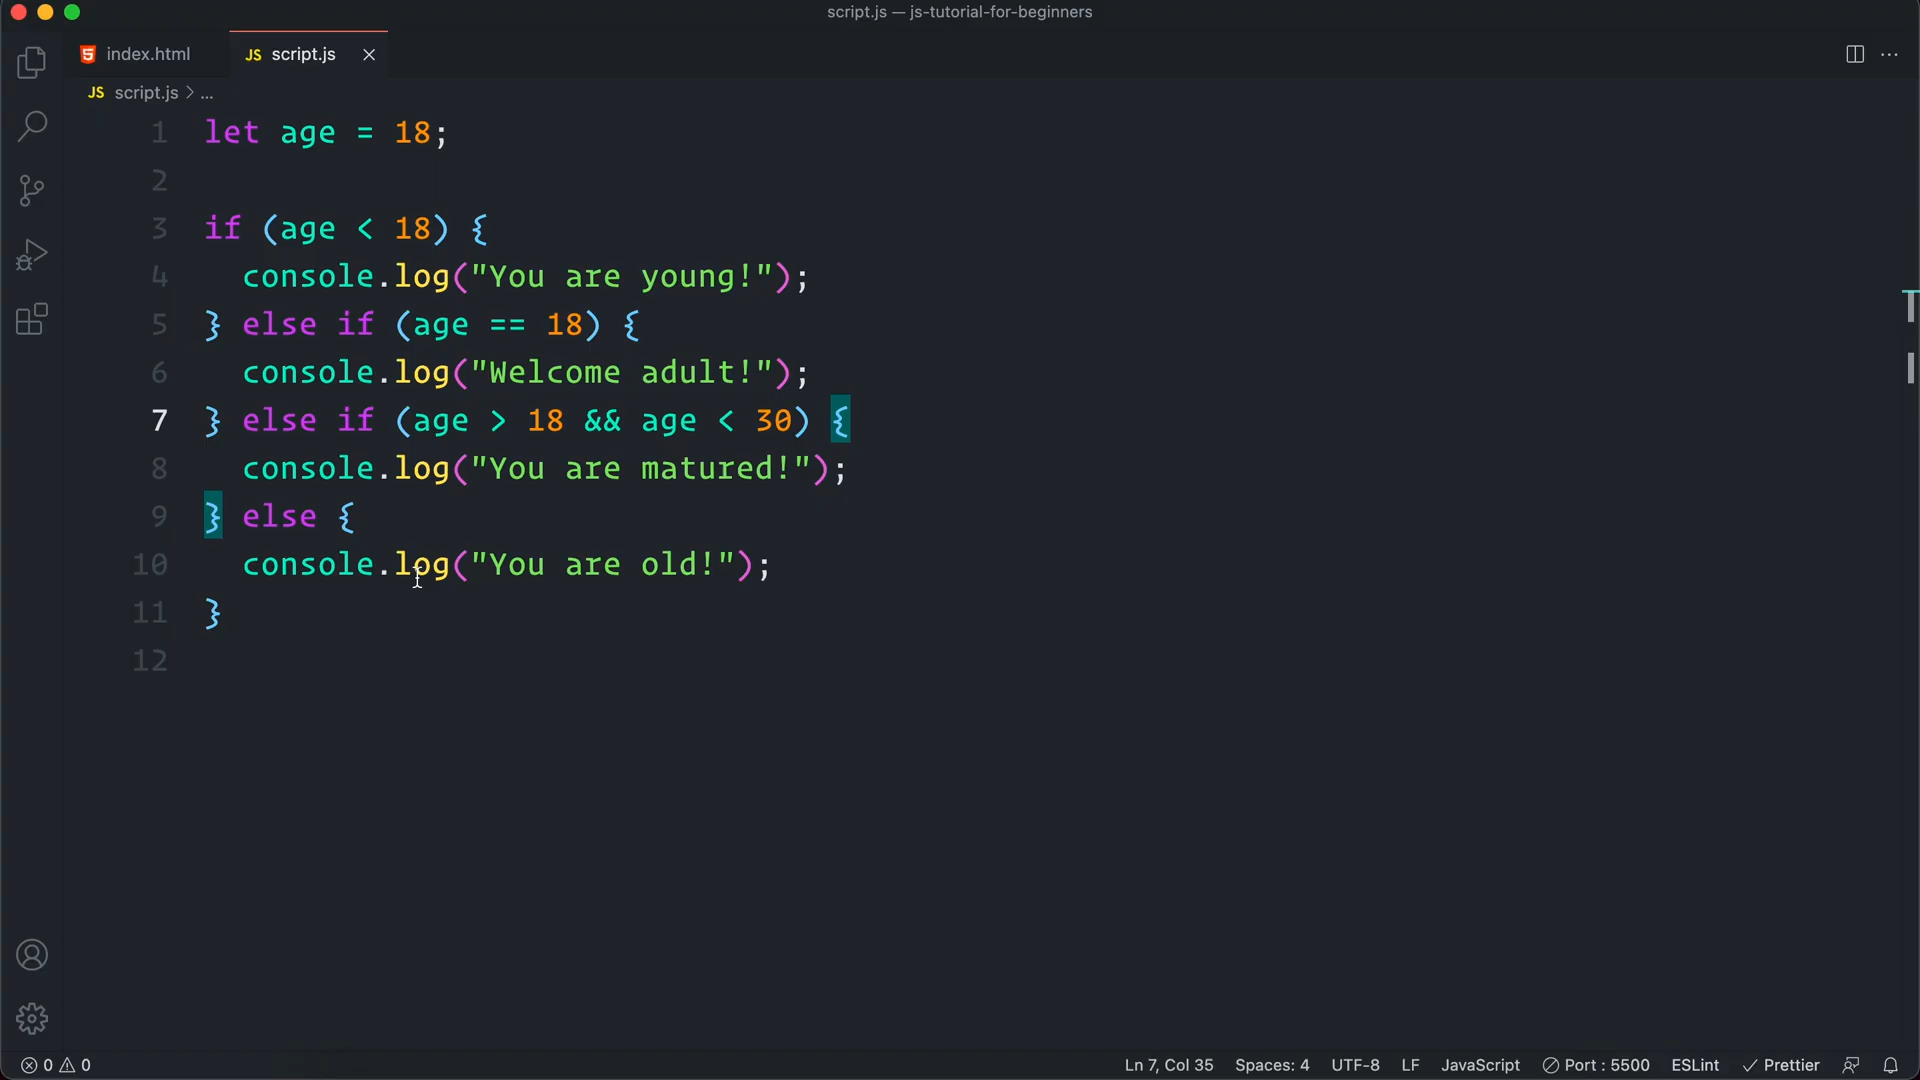 script.js — js-tutorial-for-beginners
index.html
JS script.js
JS script.js > ...
1 let age = 18;
2
3 if (age < 18) {
4   console.log("You are young!");
5 } else if (age == 18) {
6   console.log("Welcome adult!");
7 } else if (age > 18 && age < 30) {
8   console.log("You are matured!");
9 } else {
10   console.log("You are old!");
11 }
12
0 0 Ln 7, Col 35 Spaces: 4 UTF-8 LF JavaScript Port : 5500 ESLint Prettier